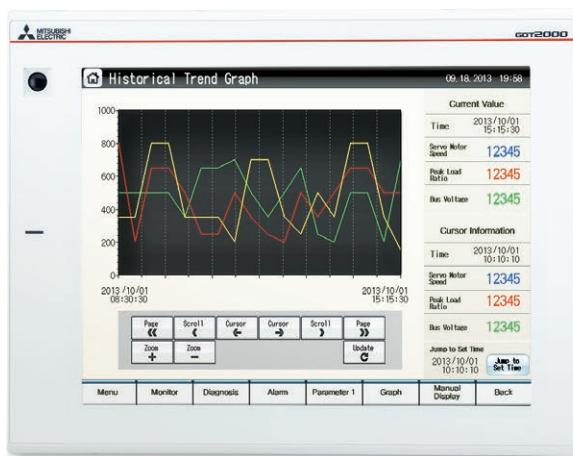 MITSUBISHI
ELECTRIC
GOT2000
Historical Trend Graph
09. 18. 2013 19:58
1000
800
600
400
200
0
2013/10/01
08:30:30
2013/10/01
15:15:30
Current Value
Time 2013/10/01
15:15:30
Servo Motor
Speed 12345
Peak Load
Ratio 12345
Bus Voltage 12345
Cursor Information
Time 2013/10/01
10:10:10
Servo Motor
Speed 12345
Peak Load
Ratio 12345
Bus Voltage 12345
Jump to Set Time
2013/10/01
10:10:10
Jump to
Set Time
Page Scroll Cursor Cursor Scroll Page
Zoom Zoom Update
Menu Monitor Diagnosis Alarm Parameter 1 Graph Manual
Display Back